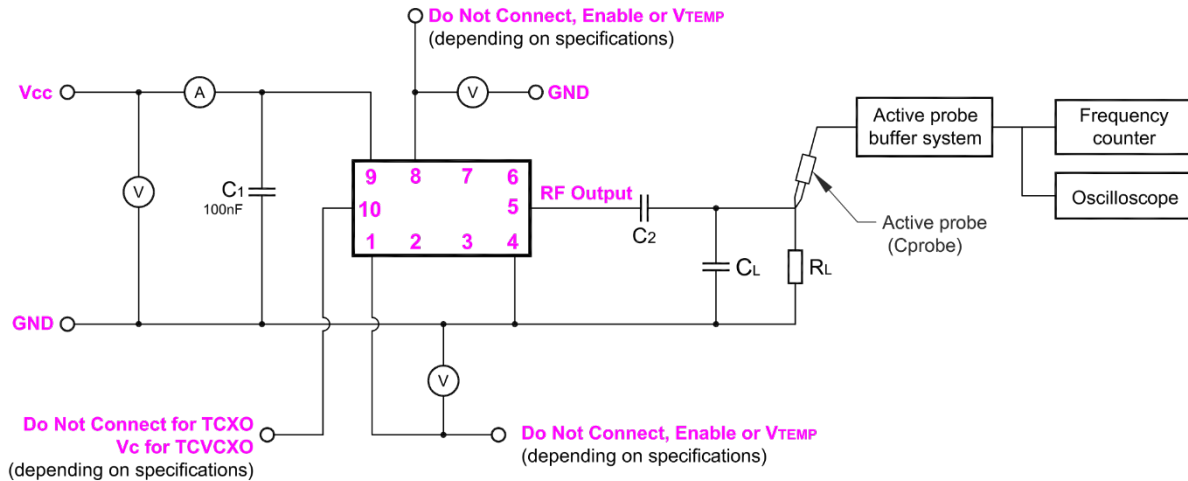 Do Not Connect, Enable or VTEMP
(depending on specifications)
Vcc
A
V
GND
Active probe
buffer system
Frequency
counter
Oscilloscope
V
C1
100nF
9 8 7 6
10 5
1 2 3 4
RF Output
C2
Active probe
(Cprobe)
CL
RL
GND
V
Do Not Connect for TCXO
Vc for TCVCXO
(depending on specifications)
Do Not Connect, Enable or VTEMP
(depending on specifications)